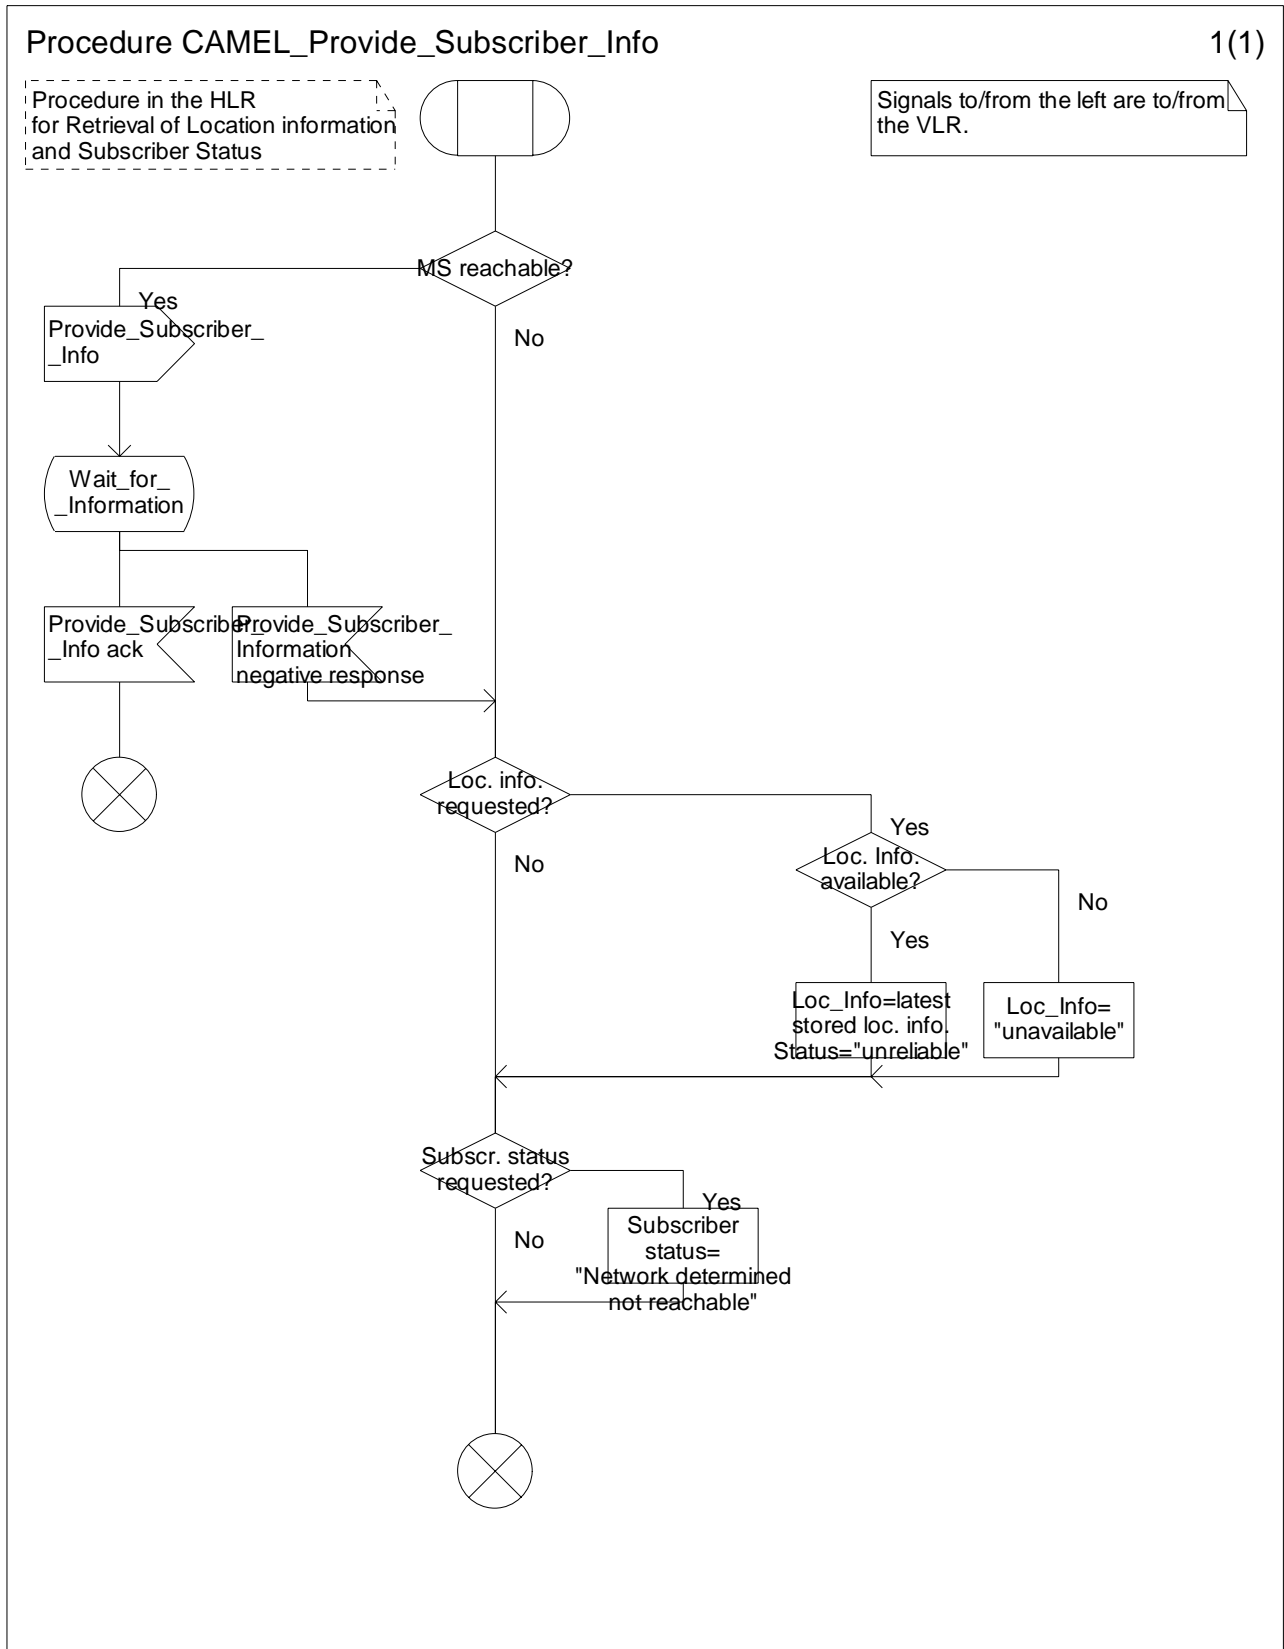 Procedure CAMEL_Provide_Subscriber_Info
1(1)
Procedure in the HLR
for Retrieval of Location information
and Subscriber Status
Signals to/from the left are to/from
the VLR.
MS reachable?
Yes
No
Provide_Subscriber_
_Info
Wait_for_
_Information
Provide_Subscriber_
_Info ack
Provide_Subscriber_
Information
negative response
Loc. info.
requested?
Yes
No
Loc. Info.
available?
No
Yes
Loc_Info=latest
stored loc. info.
Status="unreliable"
Loc_Info=
"unavailable"
Subscr. status
requested?
Yes
No
Subscriber
status=
"Network determined
not reachable"